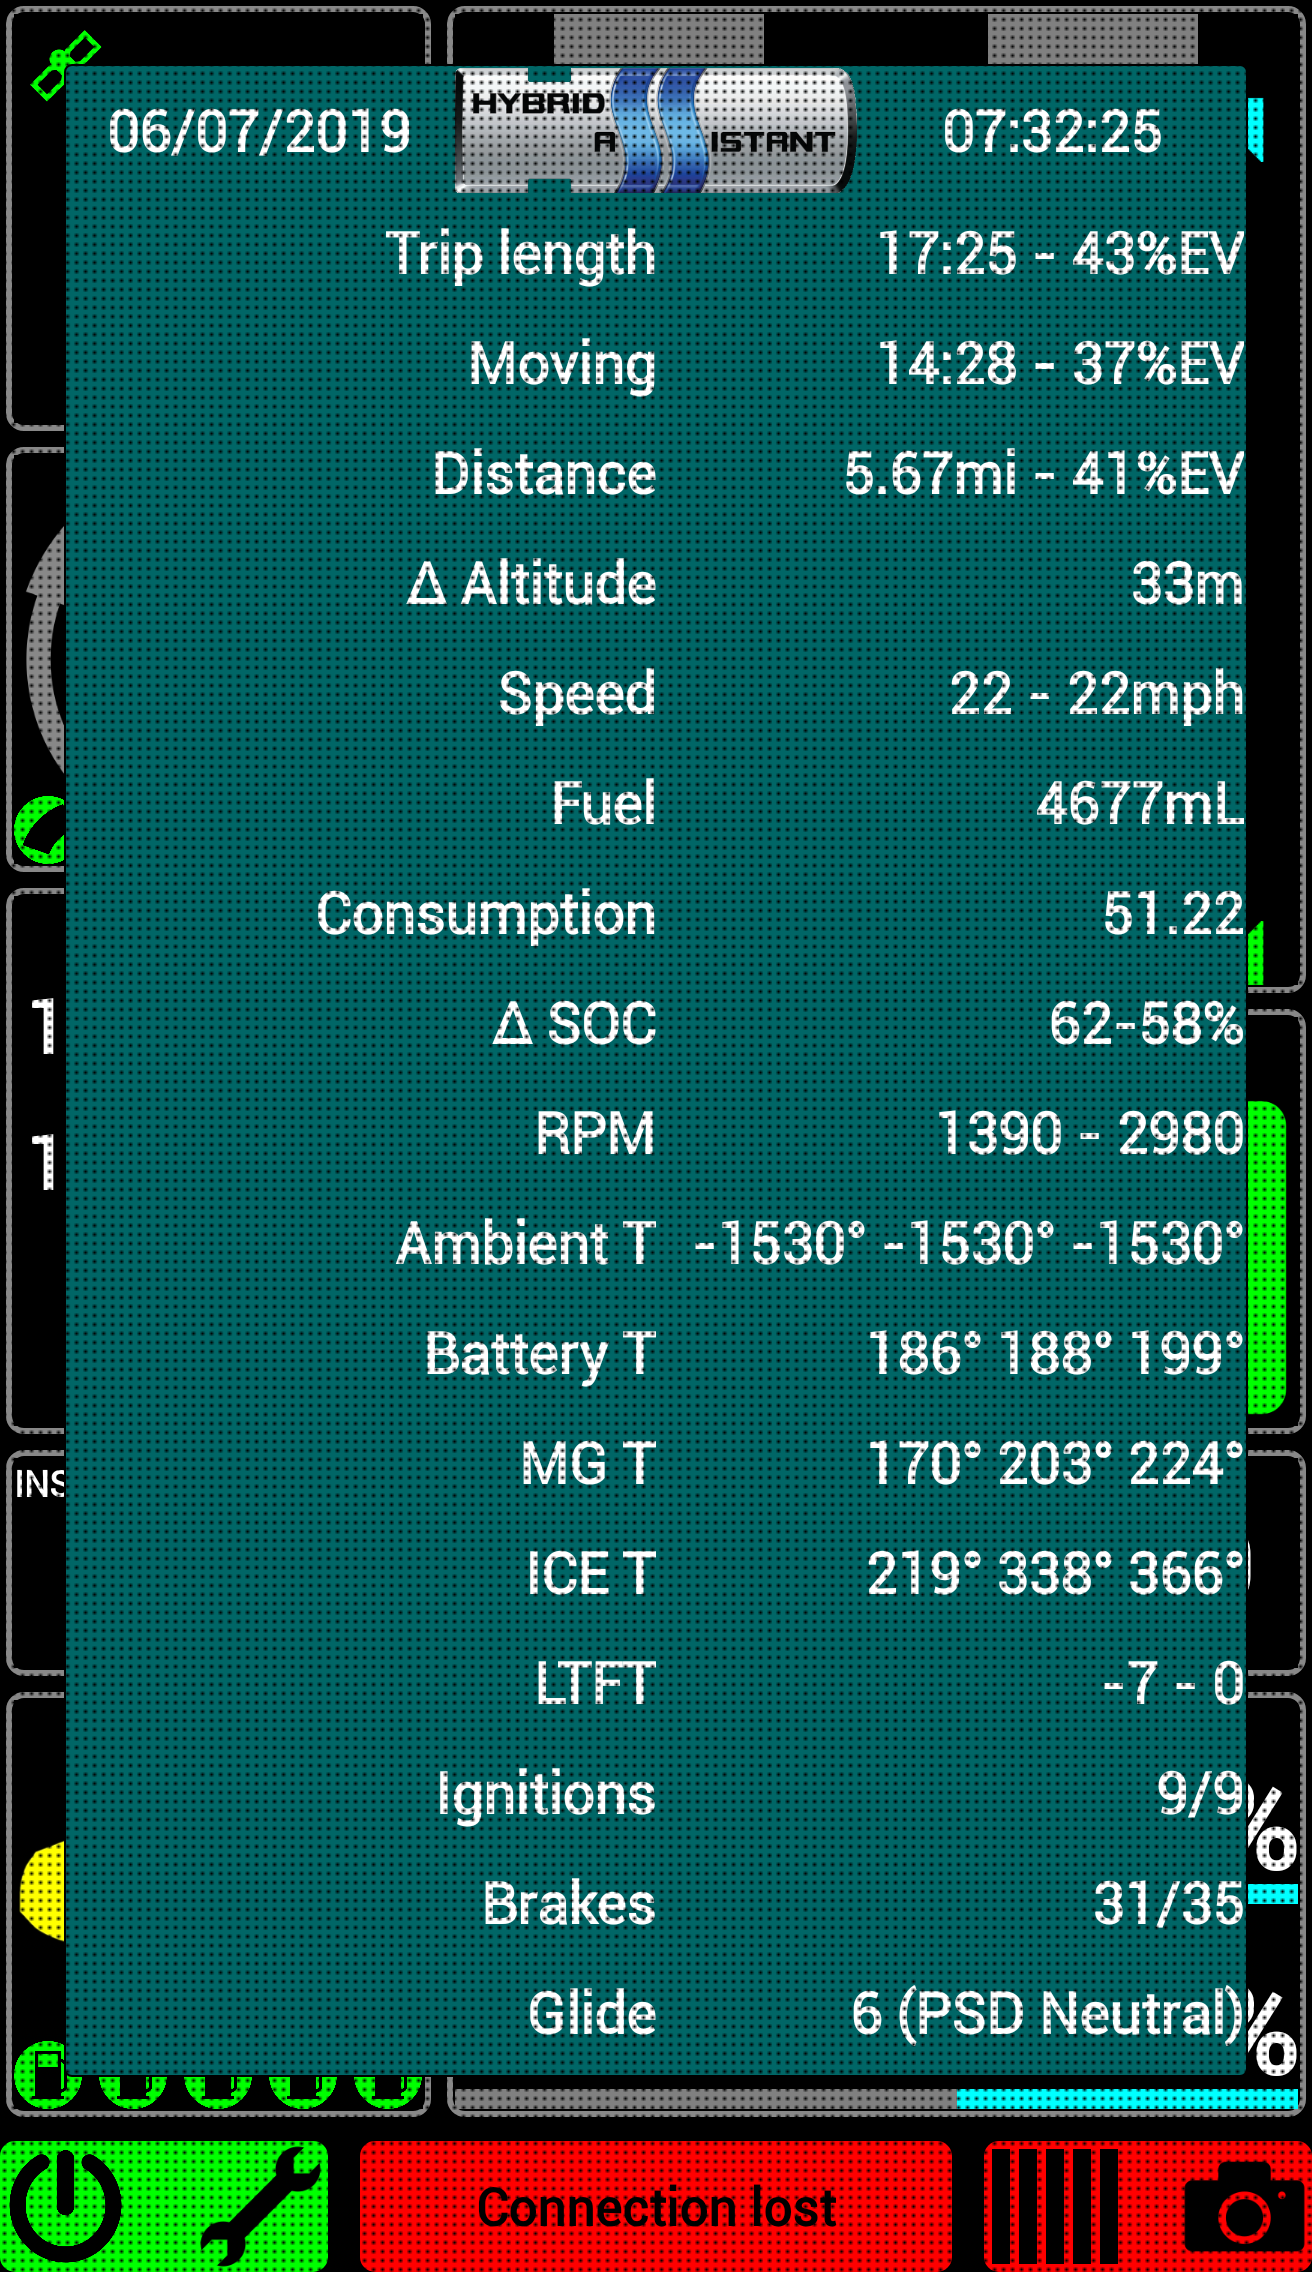 06/07/2019
HYBRID
A ISTANT
07:32:25
Trip length 17:25 - 43%EV
Moving 14:28 - 37%EV
Distance 5.67mi - 41%EV
Δ Altitude 33m
Speed 22 - 22mph
Fuel 4677mL
Consumption 51.22
Δ SOC 62-58%
1
RPM 1390 - 2980
1
Ambient T -1530° -1530° -1530°
Battery T 186° 188° 199°
MG T 170° 203° 224°
INS
ICE T 219° 338° 366°
LTFT -7 - 0
Ignitions 9/9
%
Brakes 31/35
Glide 6 (PSD Neutral)
%
Connection lost